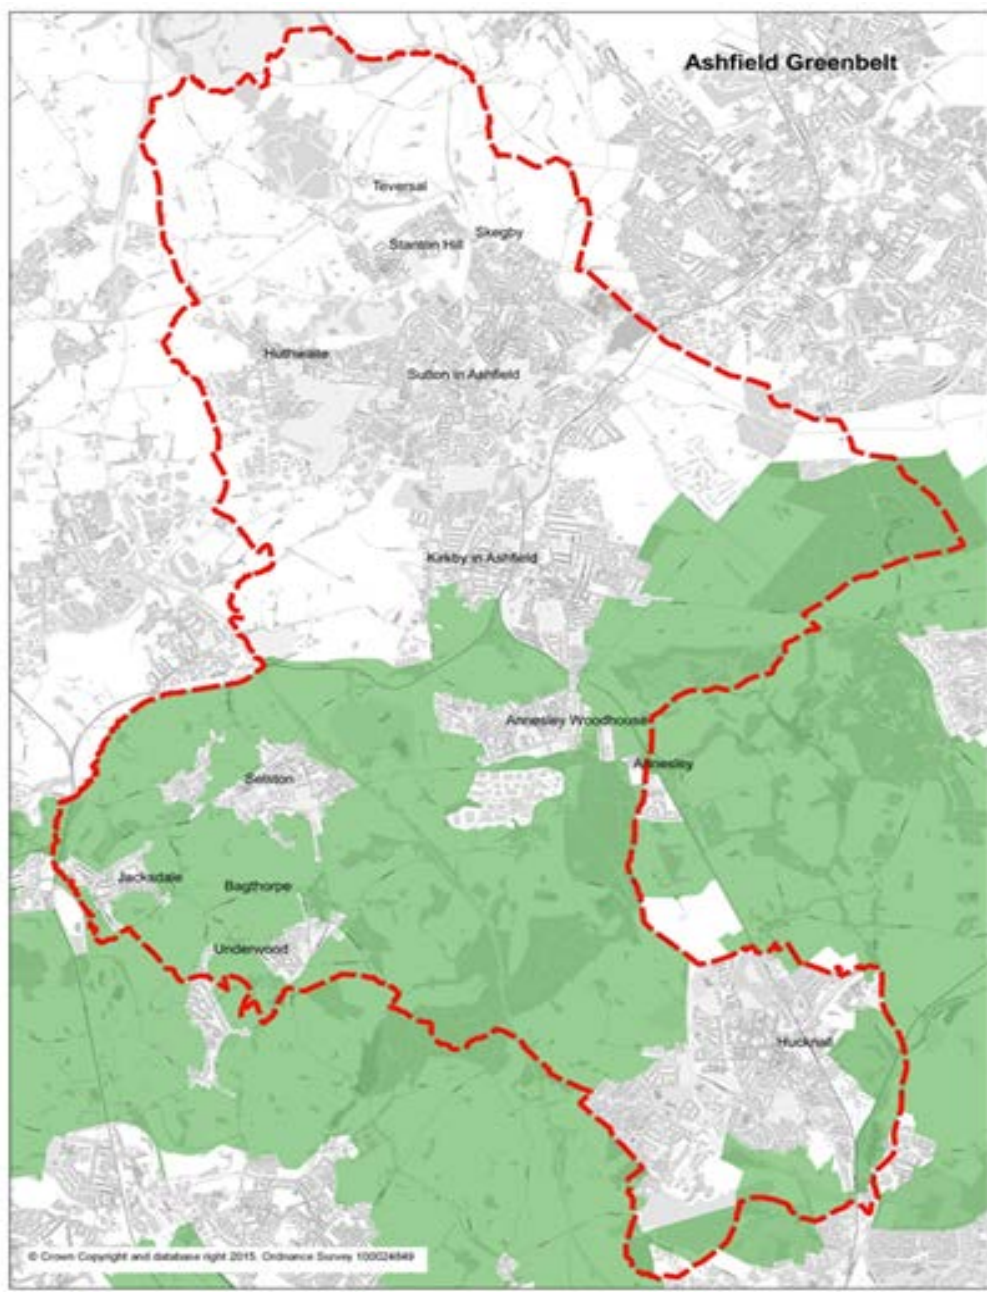 Ashfield Greenbelt
Teversal
Skegby
Stanton Hill
Huthwaite
Sutton in Ashfield
Kirkby in Ashfield
Annesley Woodhouse
Annesley
Selston
Jacksdale
Bagthorpe
Underwood
Hucknall
© Crown Copyright and database right 2015. Ordnance Survey 100024849